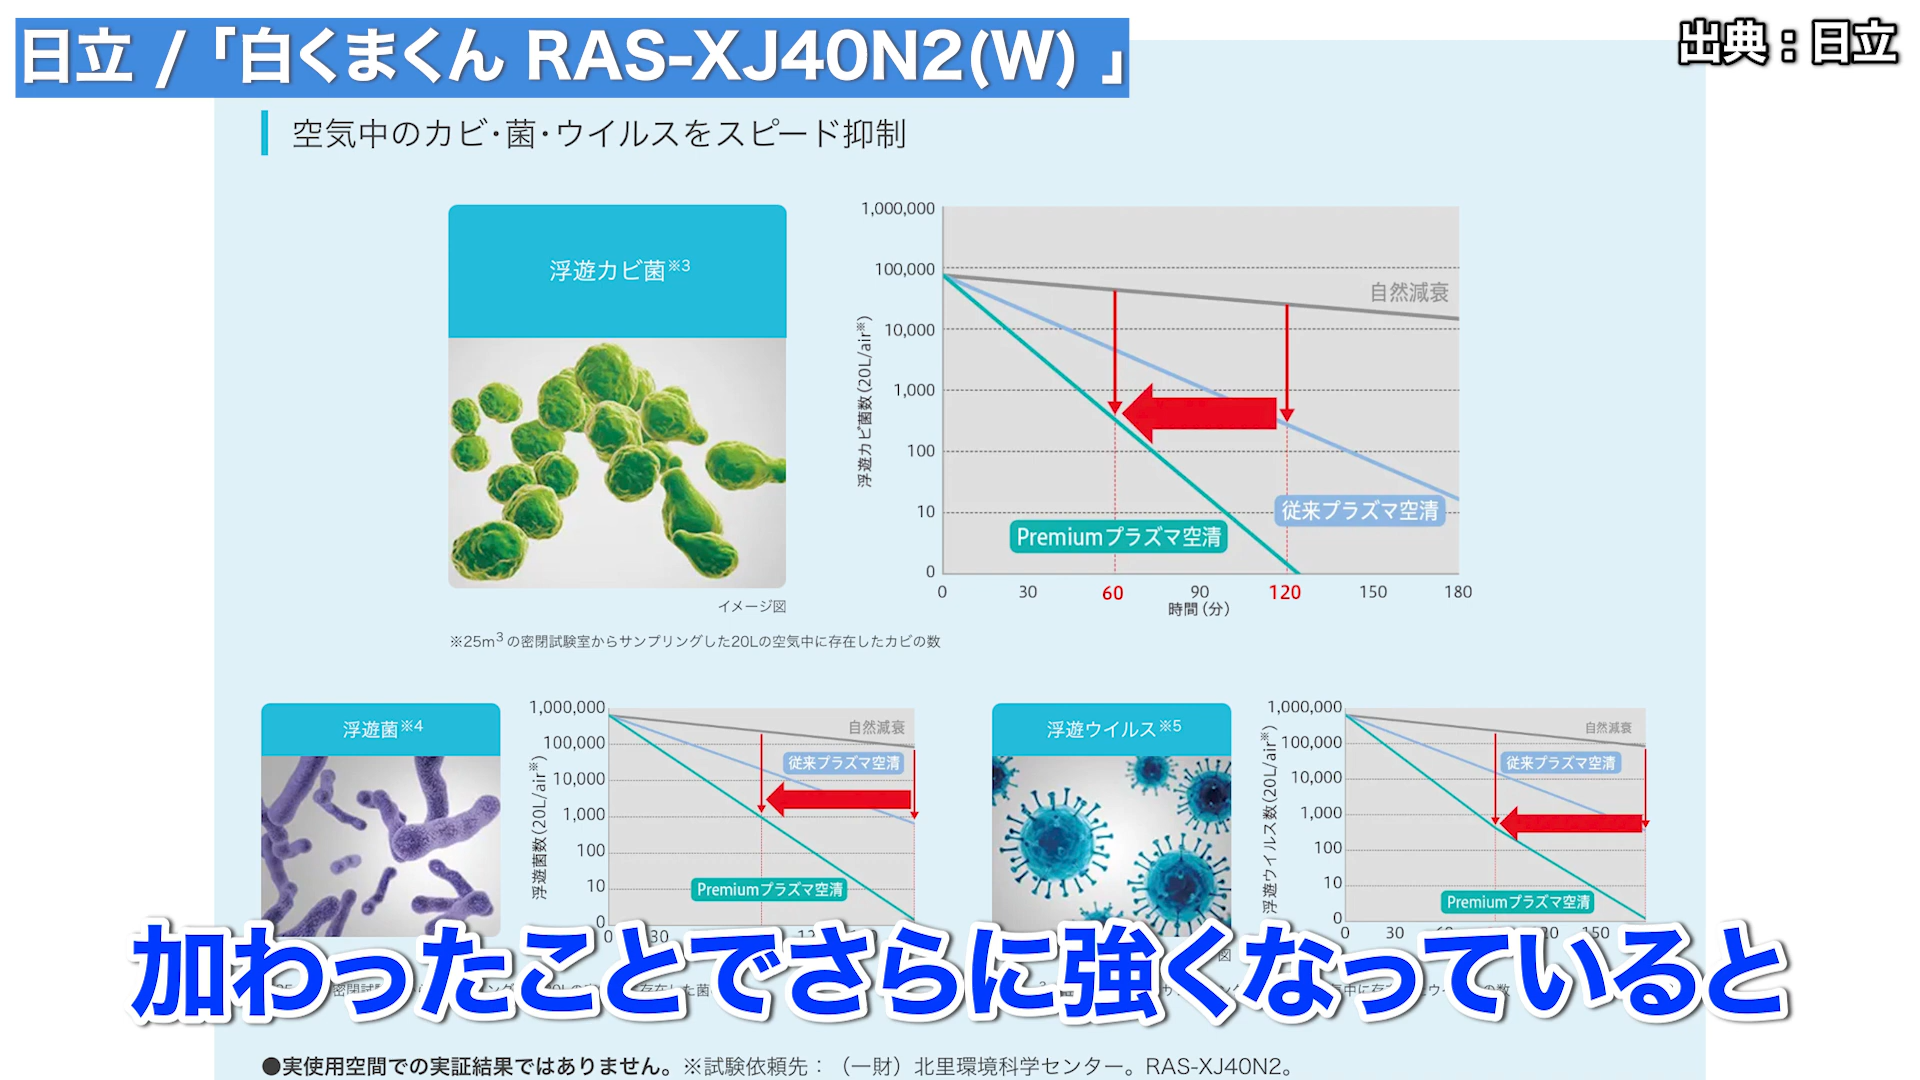 日立 /「白くまくん RAS-XJ40N2(W) 」
出典：日立
空気中のカビ・菌・ウイルスをスピード抑制
浮遊カビ菌※3
イメージ図
※25m3の密閉試験室からサンプリングした20Lの空気中に存在したカビの数
浮遊カビ菌数(20L/air※)
1,000,000
100,000
10,000
1,000
100
10
0
自然減衰
従来プラズマ空清
Premiumプラズマ空清
0 30 60 90 120 150 180
時間(分)
浮遊菌※4
浮遊菌数(20L/air※)
1,000,000
100,000
10,000
1,000
100
10
0
自然減衰
従来プラズマ空清
Premiumプラズマ空清
0 30
浮遊ウイルス※5
浮遊ウイルス数(20L/air※)
1,000,000
100,000
10,000
1,000
100
10
0
自然減衰
従来プラズマ空清
Premiumプラズマ空清
0 30 150
加わったことでさらに強くなっていると
●実使用空間での実証結果ではありません。※試験依頼先：（一財）北里環境科学センター。RAS-XJ40N2。